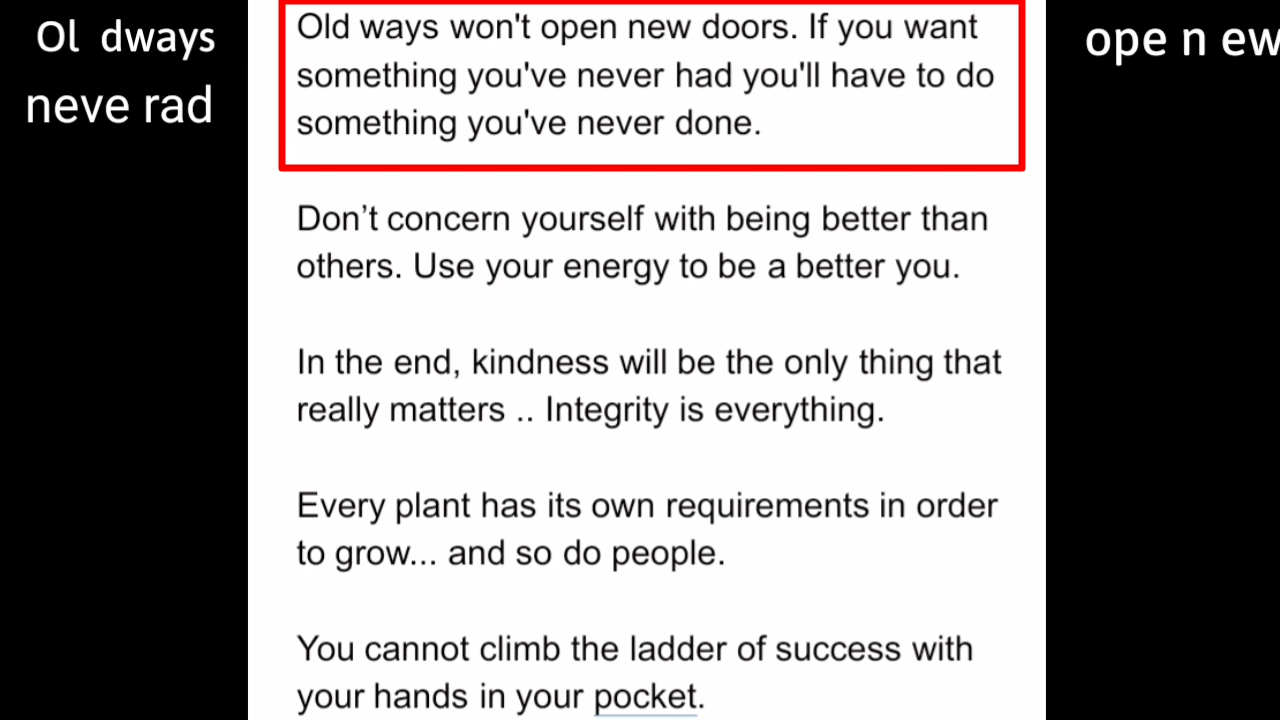 Ol dways
neve rad
Old ways won't open new doors. If you want
something you've never had you'll have to do
something you've never done.
Don’t concern yourself with being better than
others. Use your energy to be a better you.
In the end, kindness will be the only thing that
really matters .. Integrity is everything.
Every plant has its own requirements in order
to grow... and so do people.
You cannot climb the ladder of success with
your hands in your pocket.
ope n ew